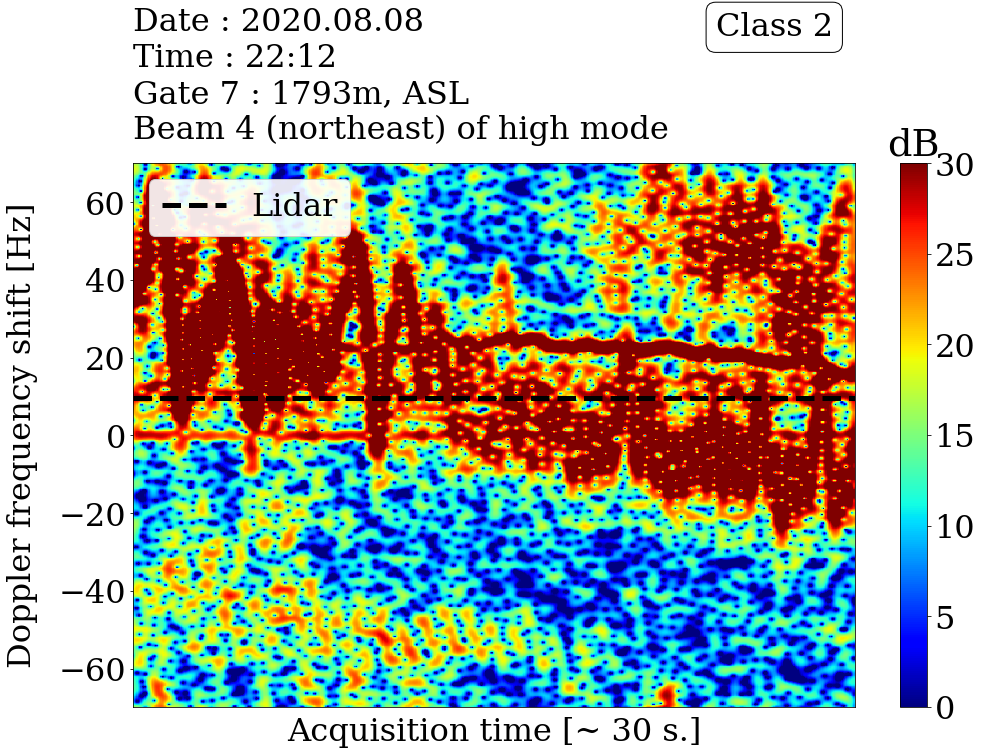 Date : 2020.08.08
Time : 22:12
Gate 7 : 1793m, ASL
Beam 4 (northeast) of high mode
Class 2
dB
Lidar
Doppler frequency shift [Hz]
60
40
20
0
−20
−40
−60
30
25
20
15
10
5
0
Acquisition time [~ 30 s.]